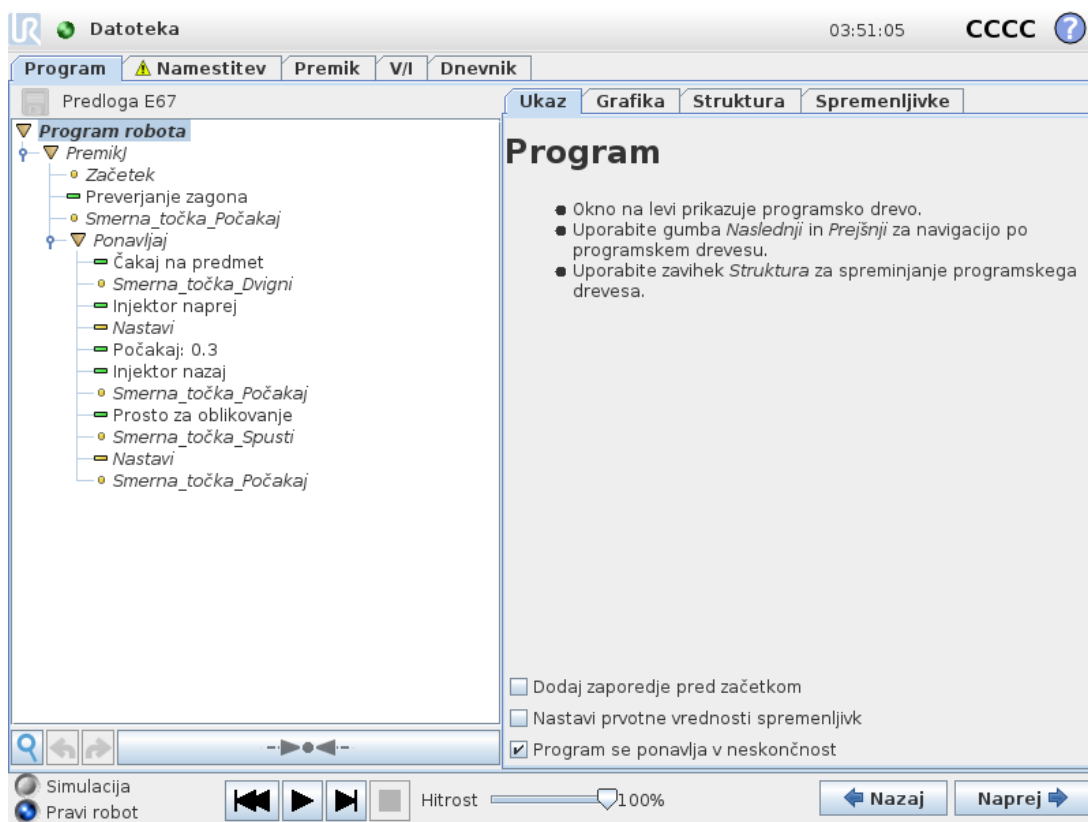 UR Datoteka 03:51:05 CCCC ?
Program Namestitev Premik V/I Dnevnik
Predloga E67
Ukaz Grafika Struktura Spremenljivke
Program robota
PremikJ
Začetek
Preverjanje zagona
Smerna_točka_Počakaj
Ponavljaj
Čakaj na predmet
Smerna_točka_Dvigni
Injektor naprej
Nastavi
Počakaj: 0.3
Injektor nazaj
Smerna_točka_Počakaj
Prosto za oblikovanje
Smerna_točka_Spusti
Nastavi
Smerna_točka_Počakaj
Program
Okno na levi prikazuje programsko drevo.
Uporabite gumba Naslednji in Prejšnji za navigacijo po
programskem drevesu.
Uporabite zavihek Struktura za spreminjanje programskega
drevesa.
Dodaj zaporedje pred začetkom
Nastavi prvotne vrednosti spremenljivk
Program se ponavlja v neskončnost
Simulacija
Pravi robot
Hitrost 100%
Nazaj Naprej